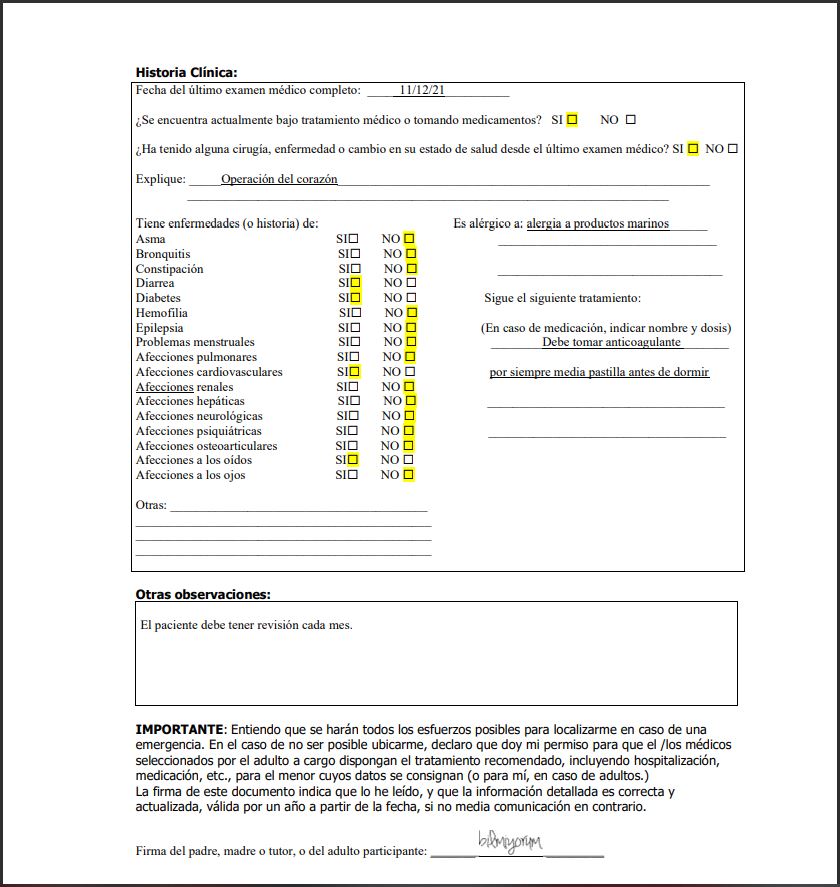 Historia Clínica:
Fecha del último examen médico completo: 11/12/21
¿Se encuentra actualmente bajo tratamiento médico o tomando medicamentos? SI ☐ NO ☐
¿Ha tenido alguna cirugía, enfermedad o cambio en su estado de salud desde el último examen médico? SI ☐ NO ☐
Explique: Operación del corazón
Tiene enfermedades (o historia) de:
Asma SI☐ NO ☐
Bronquitis SI☐ NO ☐
Constipación SI☐ NO ☐
Diarrea SI☐ NO ☐
Diabetes SI☐ NO ☐
Hemofilia SI☐ NO ☐
Epilepsia SI☐ NO ☐
Problemas menstruales SI☐ NO ☐
Afecciones pulmonares SI☐ NO ☐
Afecciones cardiovasculares SI☐ NO ☐
Afecciones renales SI☐ NO ☐
Afecciones hepáticas SI☐ NO ☐
Afecciones neurológicas SI☐ NO ☐
Afecciones psiquiátricas SI☐ NO ☐
Afecciones osteoarticulares SI☐ NO ☐
Afecciones a los oídos SI☐ NO ☐
Afecciones a los ojos SI☐ NO ☐
Otras:
Es alérgico a: alergia a productos marinos
Sigue el siguiente tratamiento:
(En caso de medicación, indicar nombre y dosis)
Debe tomar anticoagulante
por siempre media pastilla antes de dormir
Otras observaciones:
El paciente debe tener revisión cada mes.
IMPORTANTE: Entiendo que se harán todos los esfuerzos posibles para localizarme en caso de una
emergencia. En el caso de no ser posible ubicarme, declaro que doy mi permiso para que el /los médicos
seleccionados por el adulto a cargo dispongan el tratamiento recomendado, incluyendo hospitalización,
medicación, etc., para el menor cuyos datos se consignan (o para mí, en caso de adultos.)
La firma de este documento indica que lo he leído, y que la información detallada es correcta y
actualizada, válida por un año a partir de la fecha, si no media comunicación en contrario.
Firma del padre, madre o tutor, o del adulto participante: